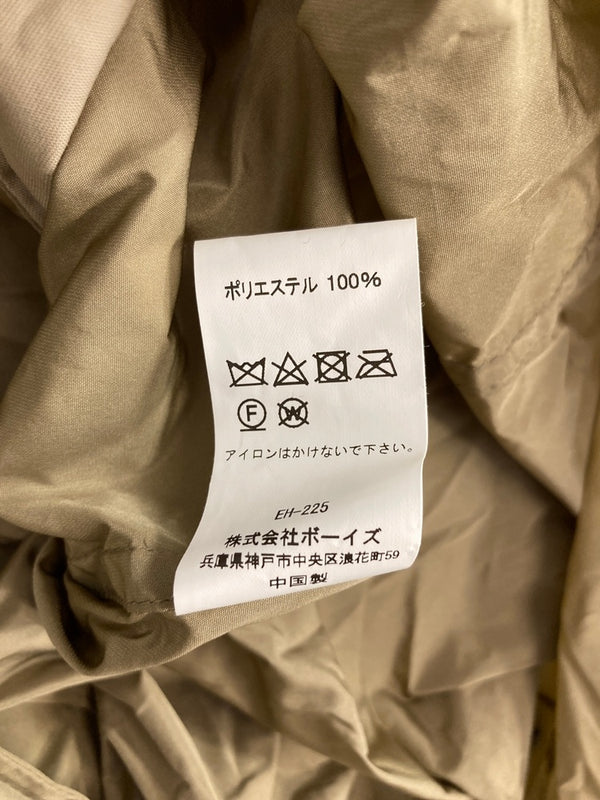 ポリエステル 100%
F W
アイロンはかけないで下さい。
EH-225
株式会社ボーイズ
兵庫県神戸市中央区浪花町59
中国製